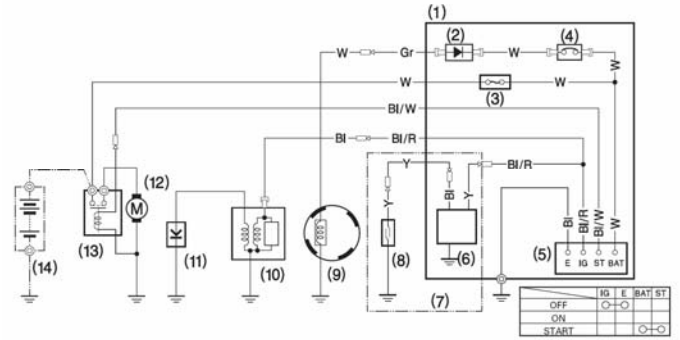 (1)
(2)
(4)
W Gr W
W
W (3) W
Bl/W
Bl Bl/R
Y Bl/R
Y Bl Y
(12)
M
(13)
(14)
(11)
(10)
(9)
(8)
(6)
(7)
Bl Bl/R Bl/W W
(5)
E IG ST BAT
IG E BAT ST
OFF
ON
START